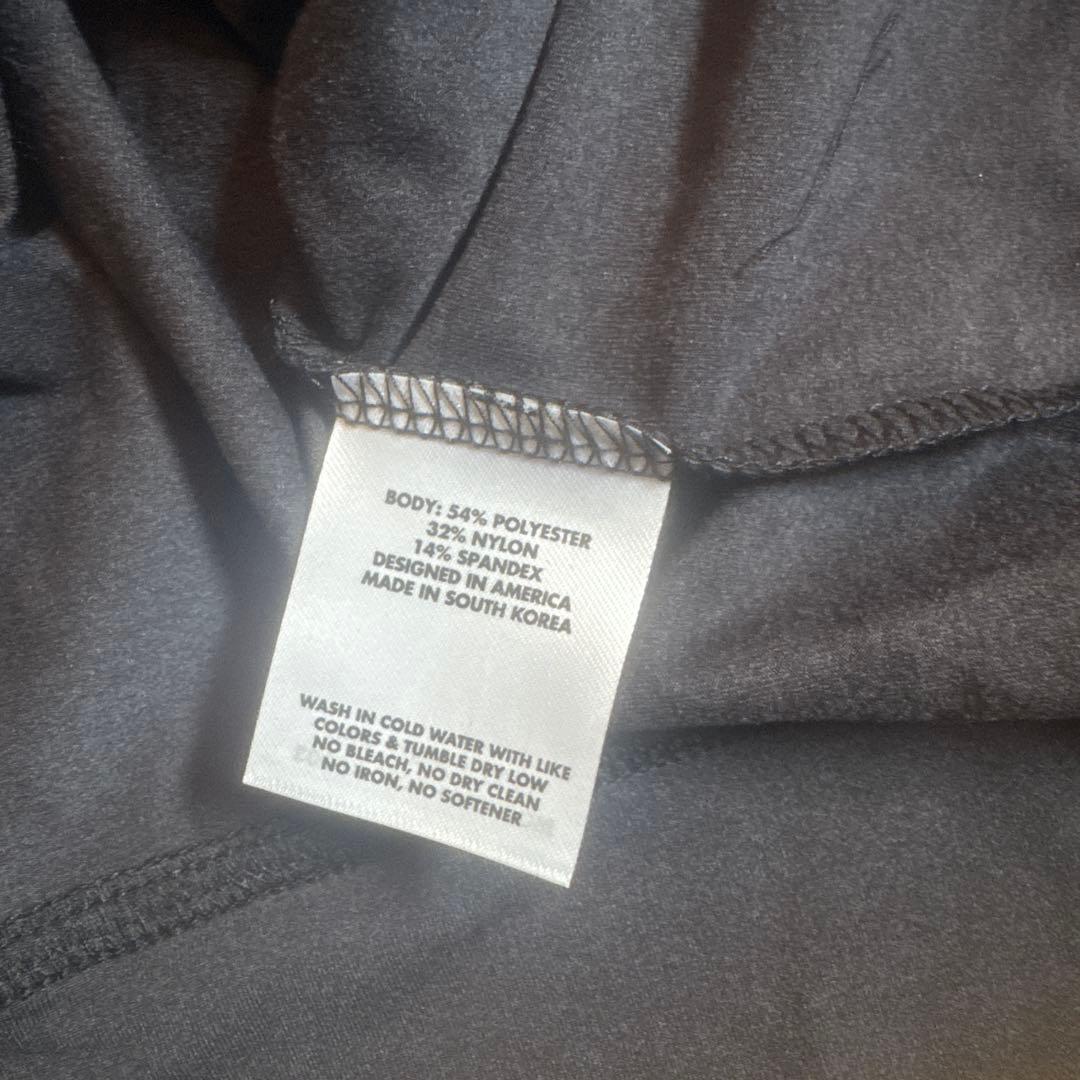 BODY: 54% POLYESTER
32% NYLON
14% SPANDEX
DESIGNED IN AMERICA
MADE IN SOUTH KOREA
WASH IN COLD WATER WITH LIKE
COLORS & TUMBLE DRY LOW
NO BLEACH, NO DRY CLEAN
NO IRON, NO SOFTENER